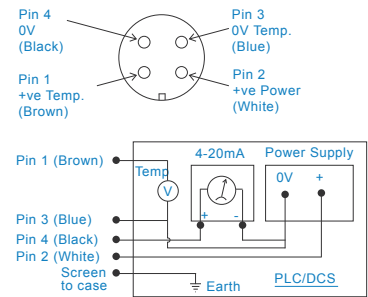 Pin 4
0V
(Black)
Pin 3
0V Temp.
(Blue)
Pin 1
+ve Temp.
(Brown)
Pin 2
+ve Power
(White)
Pin 1 (Brown)
Temp
V
4-20mA
+ -
Power Supply
0V +
Pin 3 (Blue)
Pin 4 (Black)
Pin 2 (White)
Screen
to case
Earth
PLC/DCS